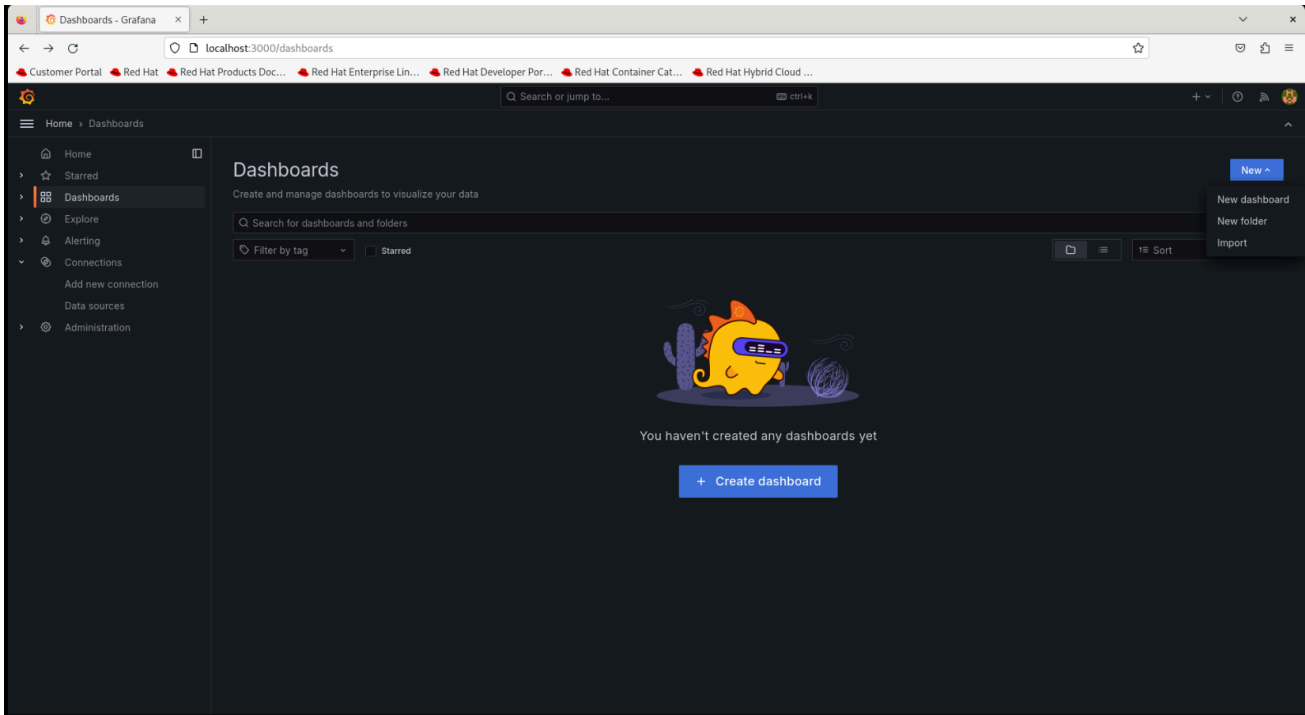 Dashboards - Grafana
localhost:3000/dashboards
Customer Portal Red Hat Red Hat Products Doc... Red Hat Enterprise Lin... Red Hat Developer Por... Red Hat Container Cat... Red Hat Hybrid Cloud ...
Search or jump to... ctrl+k
Home › Dashboards
Home
Starred
Dashboards
Explore
Alerting
Connections
Add new connection
Data sources
Administration
Dashboards
Create and manage dashboards to visualize your data
New
New dashboard
New folder
Import
Search for dashboards and folders
Filter by tag
Starred
Sort
You haven't created any dashboards yet
+ Create dashboard